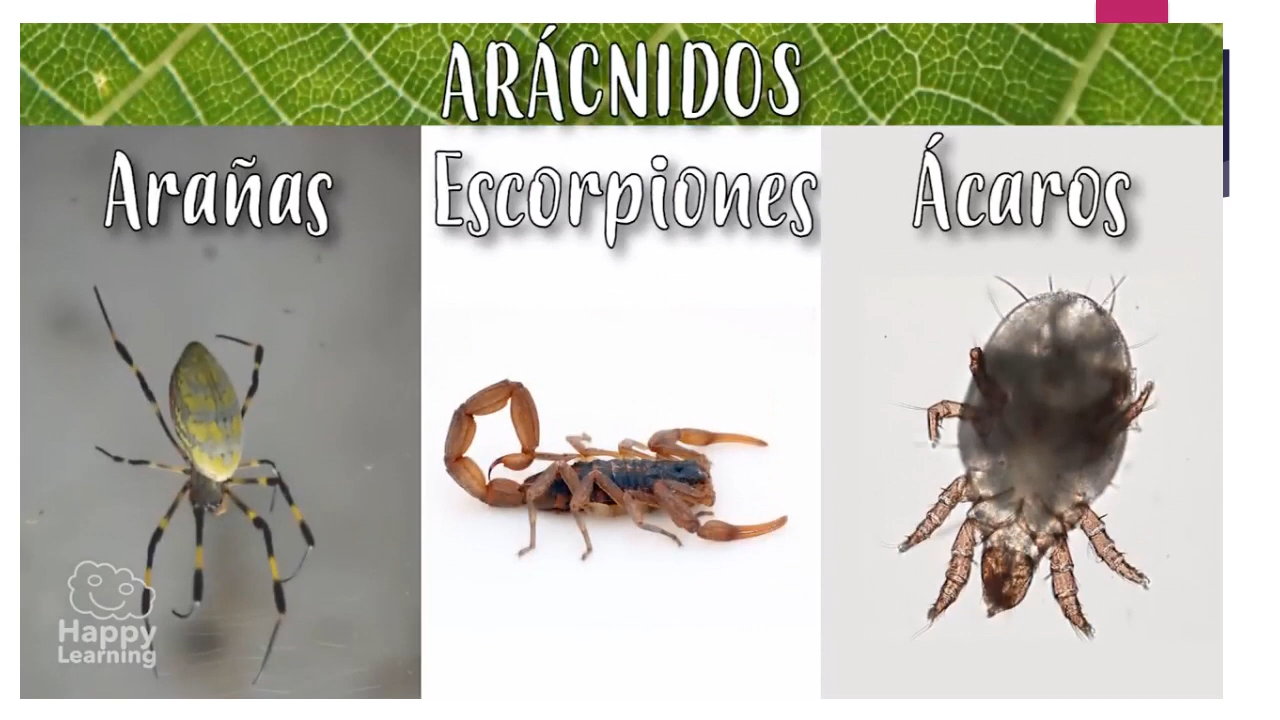 ARÁCNIDOS
Arañas
Escorpiones
Ácaros
Happy
Learning